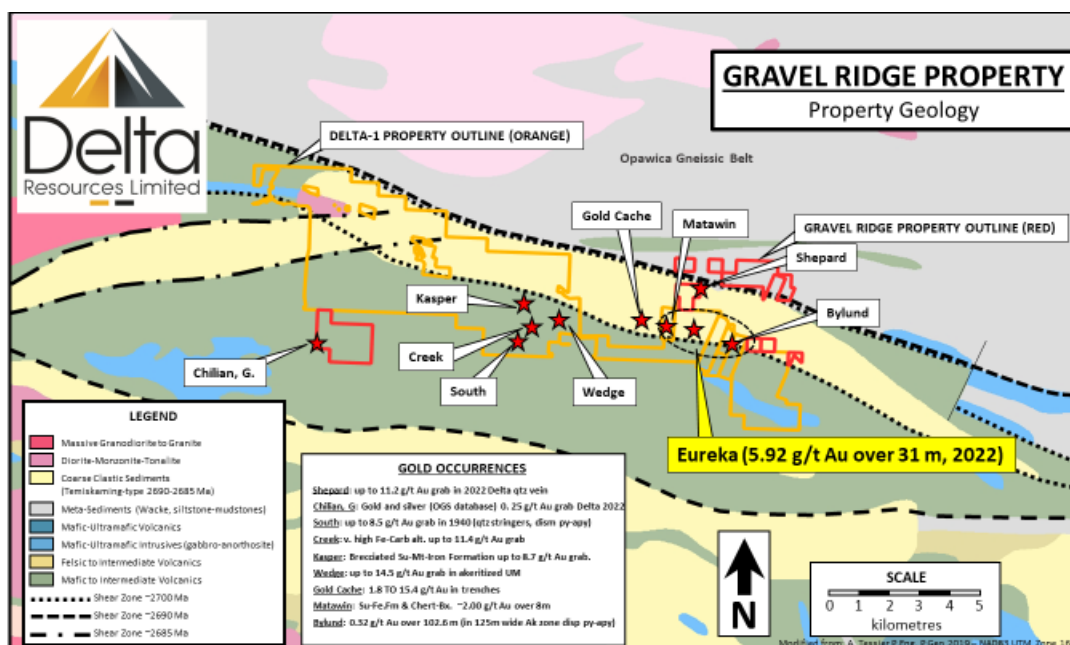 Delta
Resources Limited
GRAVEL RIDGE PROPERTY
Property Geology
DELTA-1 PROPERTY OUTLINE (ORANGE)
Opawica Gneissic Belt
Gold Cache
Matawin
GRAVEL RIDGE PROPERTY OUTLINE (RED)
Shepard
Kasper
Bylund
Creek
Chilian, G.
South
Wedge
Eureka (5.92 g/t Au over 31 m, 2022)
LEGEND
Massive Granodiorite to Granite
Diorite-Monzonite-Tonalite
Coarse Clastic Sediments
(Temiskaming-type 2690-2685 Ma)
Meta-Sediments (Wacke, siltstone-mudstones)
Mafic-Ultramafic Volcanics
Mafic-Ultramafic Intrusives (gabbro-anorthosite)
Felsic to Intermediate Volcanics
Mafic to Intermediate Volcanics
Shear Zone ~2700 Ma
Shear Zone ~2690 Ma
Shear Zone ~2685 Ma
GOLD OCCURRENCES
Shepard: up to 11.2 g/t Au grab in 2022 Delta qtz vein
Chilian, G: Gold and silver (OGS database) 0.25 g/t Au grab Delta 2022
South: up to 8.5 g/t Au grab in 1940 (qtz stringers, dism py-apy)
Creek: v. high Fe-Carb alt. up to 11.4 g/t Au grab
Kasper: Brecciated Su-Mt-Iron Formation up to 8.7 g/t Au grab.
Wedge: up to 14.5 g/t Au grab in akeritized UM
Gold Cache: 1.8 TO 15.4 g/t Au in trenches
Matawin: Su-Fe.Fm & Chert-Bx. ~2.00 g/t Au over 8m
Bylund: 0.32 g/t Au over 102.6 m (in 125m wide Ak zone disp py-apy)
N
SCALE
0 1 2 3 4 5
kilometres
Modified from: A. Tessier P.Eng, P.Geo, 2019 - NAD83 UTM, Zone 16